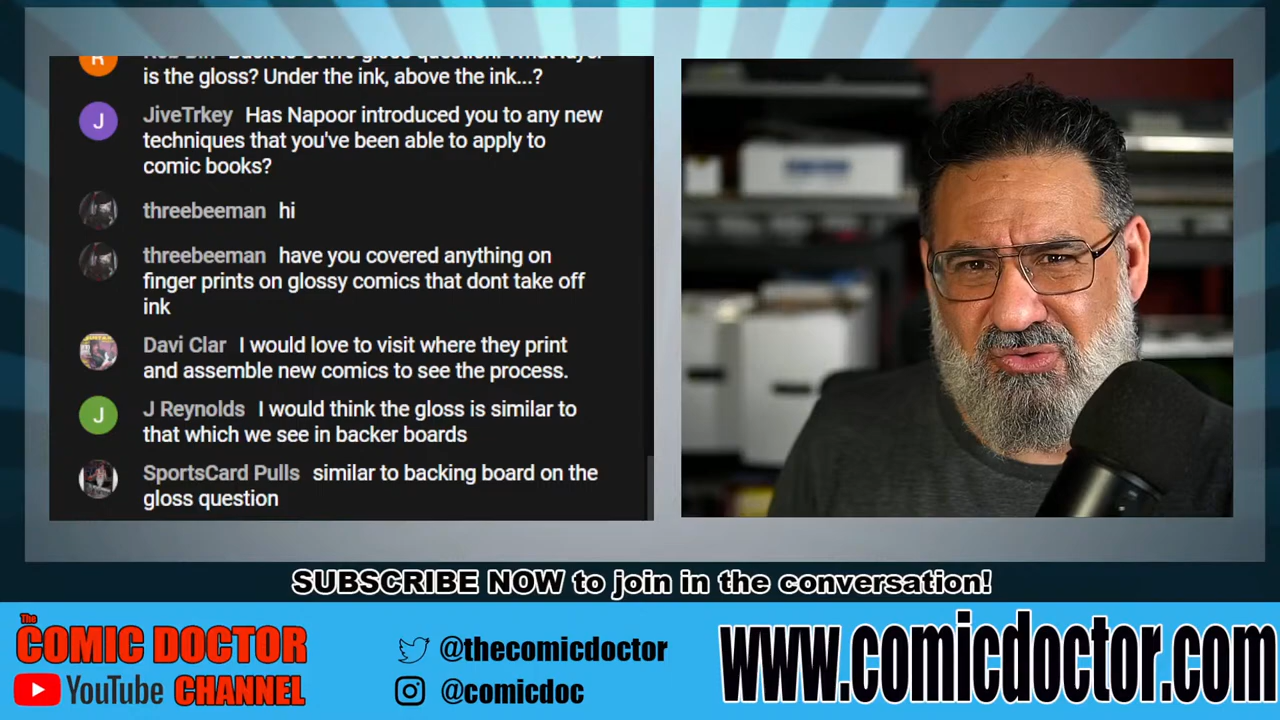 R
is the gloss? Under the ink, above the ink...?
J
JiveTrkey Has Napoor introduced you to any new
techniques that you've been able to apply to
comic books?
threebeeman hi
threebeeman have you covered anything on
finger prints on glossy comics that dont take off
ink
Davi Clar I would love to visit where they print
and assemble new comics to see the process.
J
J Reynolds I would think the gloss is similar to
that which we see in backer boards
SportsCard Pulls similar to backing board on the
gloss question
SUBSCRIBE NOW to join in the conversation!
The
COMIC DOCTOR
YouTube CHANNEL
@thecomicdoctor
@comicdoc
www.comicdoctor.com